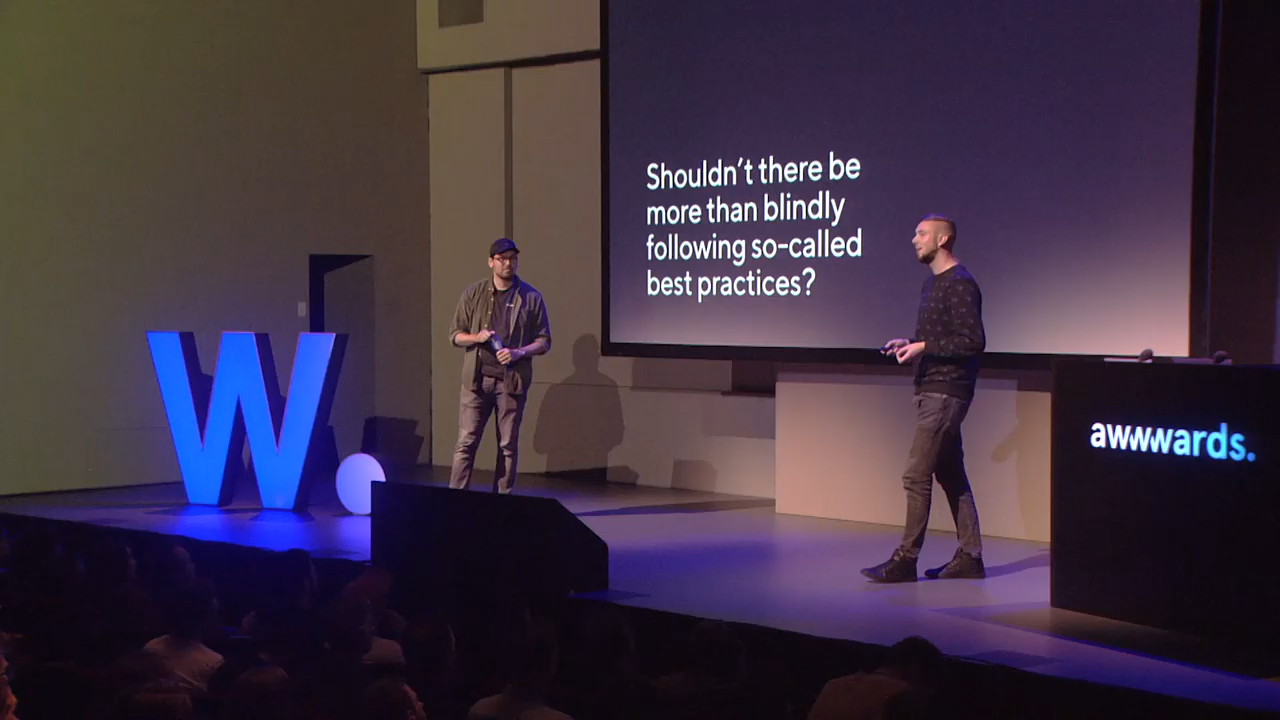 Shouldn't there be
more than blindly
following so-called
best practices?
W.
awwwards.